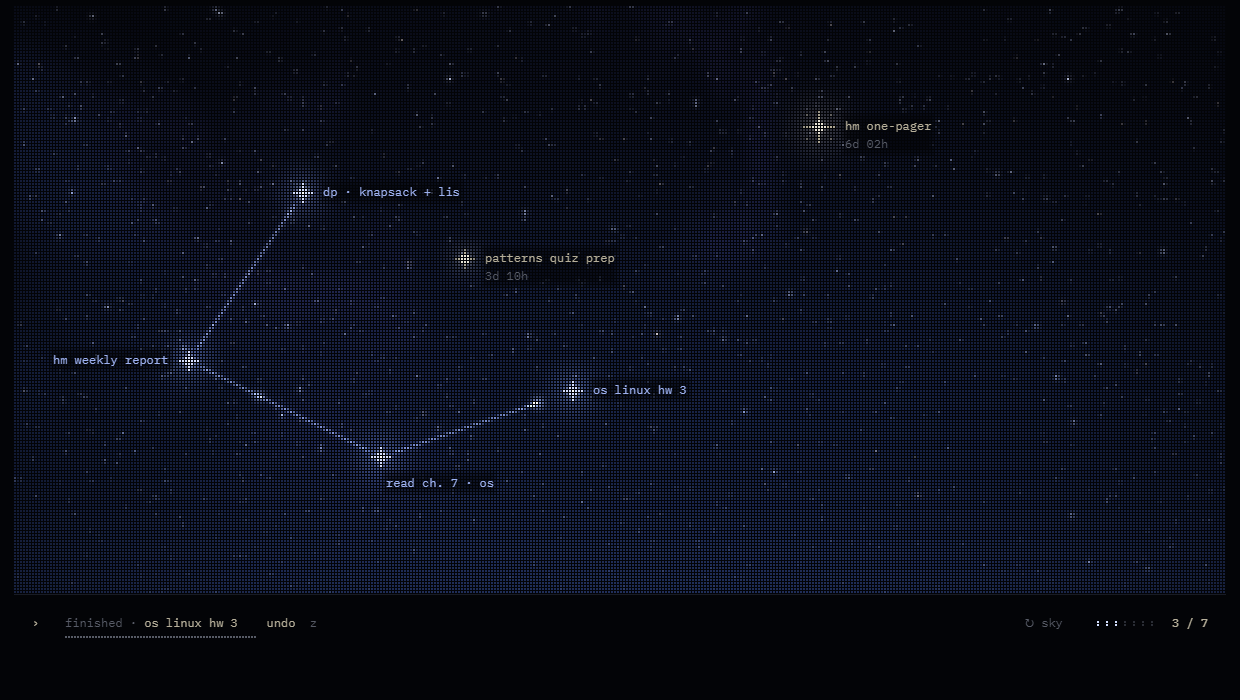 hm one-pager
6d 02h
dp · knapsack + lis
patterns quiz prep
3d 10h
hm weekly report
os linux hw 3
read ch. 7 · os
› finished · os linux hw 3 undo z
↻ sky 3 / 7